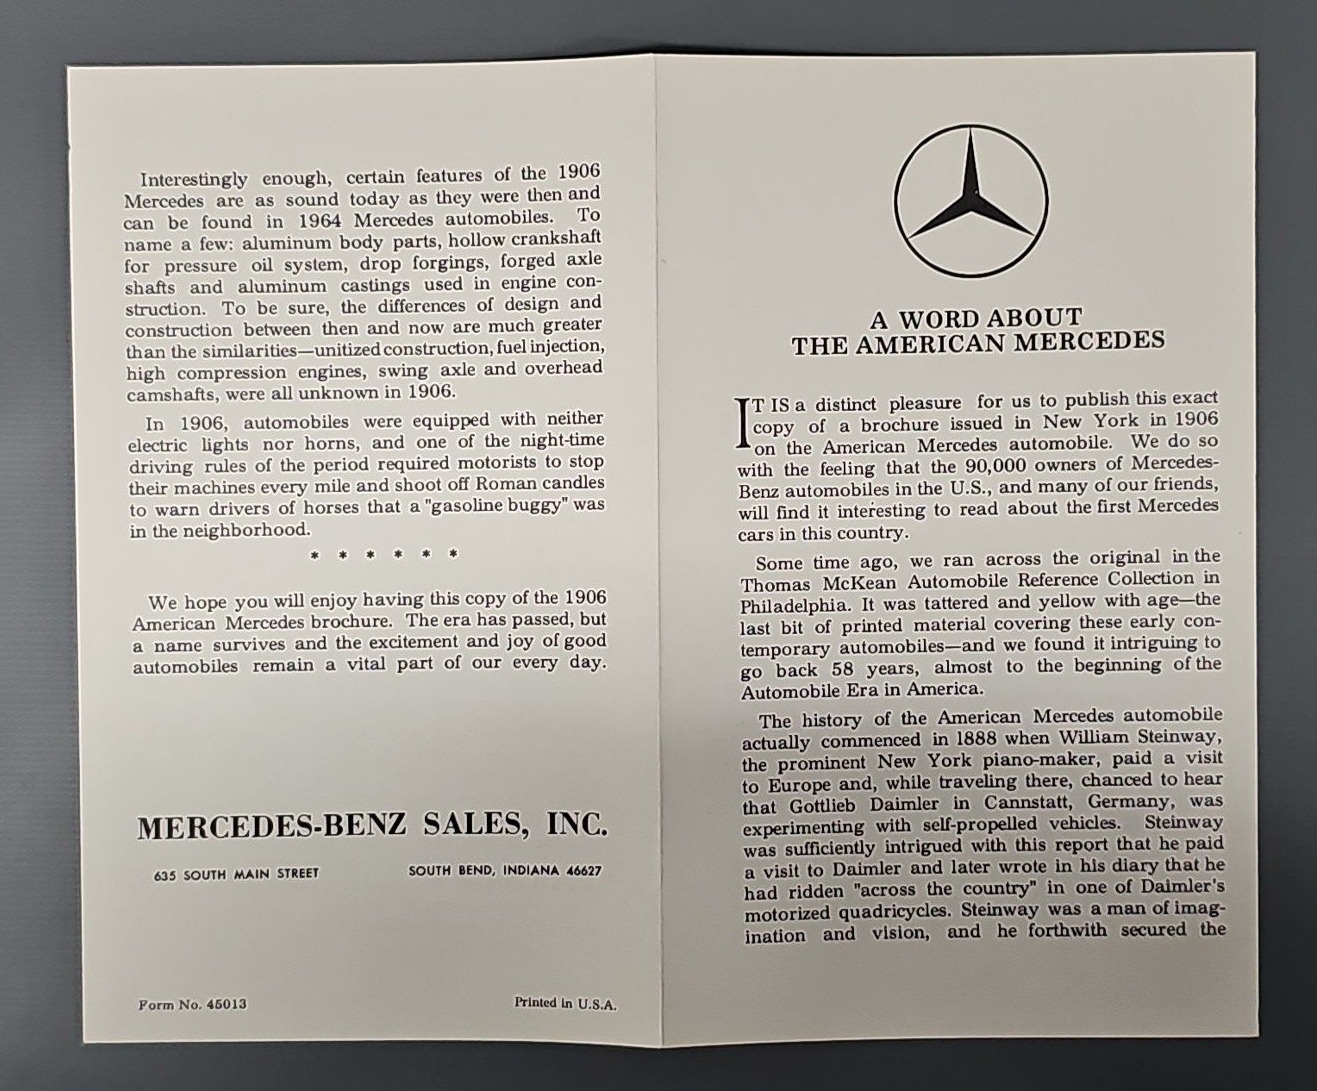 Interestingly enough, certain features of the 1906
Mercedes are as sound today as they were then and
can be found in 1964 Mercedes automobiles. To
name a few: aluminum body parts, hollow crankshaft
for pressure oil system, drop forgings, forged axle
shafts and aluminum castings used in engine con-
struction. To be sure, the differences of design and
construction between then and now are much greater
than the similarities—unitized construction, fuel injection,
high compression engines, swing axle and overhead
camshafts, were all unknown in 1906.
In 1906, automobiles were equipped with neither
electric lights nor horns, and one of the night-time
driving rules of the period required motorists to stop
their machines every mile and shoot off Roman candles
to warn drivers of horses that a "gasoline buggy" was
in the neighborhood.
* * * * * *
We hope you will enjoy having this copy of the 1906
American Mercedes brochure. The era has passed, but
a name survives and the excitement and joy of good
automobiles remain a vital part of our every day.
MERCEDES-BENZ SALES, INC.
635 SOUTH MAIN STREET SOUTH BEND, INDIANA 46627
Form No. 45013 Printed in U.S.A.
A WORD ABOUT
THE AMERICAN MERCEDES
IT IS a distinct pleasure for us to publish this exact
copy of a brochure issued in New York in 1906
on the American Mercedes automobile. We do so
with the feeling that the 90,000 owners of Mercedes-
Benz automobiles in the U.S., and many of our friends,
will find it interesting to read about the first Mercedes
cars in this country.
Some time ago, we ran across the original in the
Thomas McKean Automobile Reference Collection in
Philadelphia. It was tattered and yellow with age—the
last bit of printed material covering these early con-
temporary automobiles—and we found it intriguing to
go back 58 years, almost to the beginning of the
Automobile Era in America.
The history of the American Mercedes automobile
actually commenced in 1888 when William Steinway,
the prominent New York piano-maker, paid a visit
to Europe and, while traveling there, chanced to hear
that Gottlieb Daimler in Cannstatt, Germany, was
experimenting with self-propelled vehicles. Steinway
was sufficiently intrigued with this report that he paid
a visit to Daimler and later wrote in his diary that he
had ridden "across the country" in one of Daimler's
motorized quadricycles. Steinway was a man of imag-
ination and vision, and he forthwith secured the